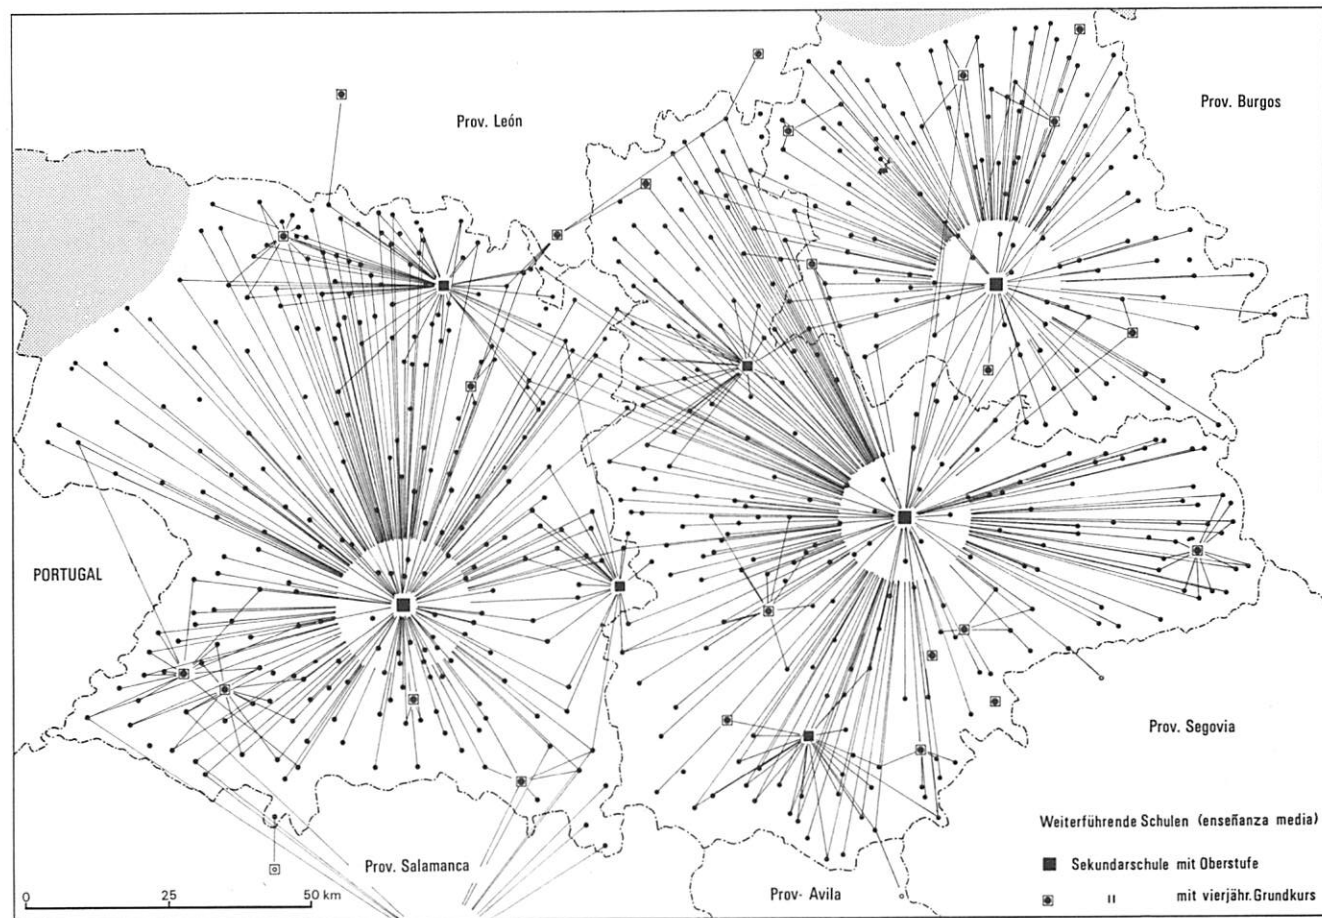 Prov. León
Prov. Burgos
PORTUGAL
Prov. Segovia
Prov. Salamanca
Prov- Avila
0 25 50 km
Weiterführende Schulen (enseñanza media)
Sekundarschule mit Oberstufe
" mit vierjähr. Grundkurs